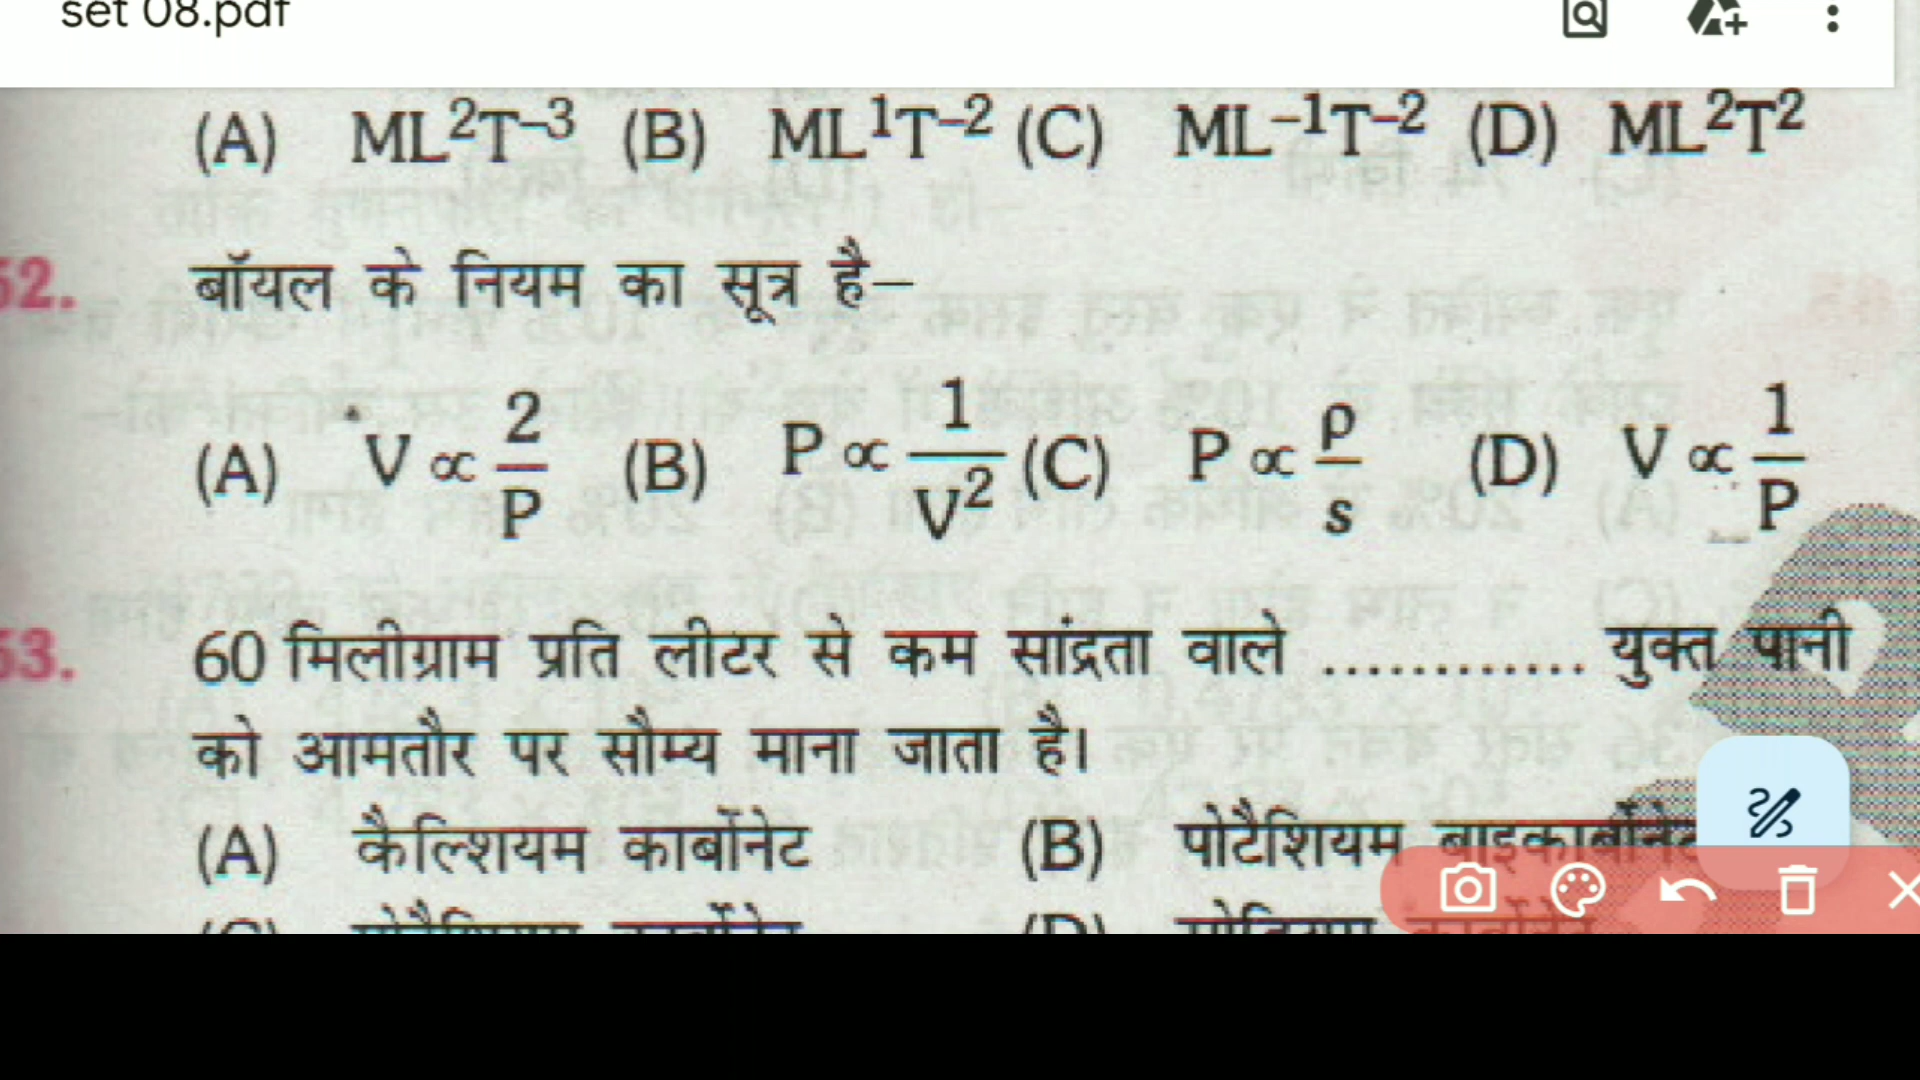 set 08.pdf
(A) ML²T⁻³ (B) ML¹T⁻² (C) ML⁻¹T⁻² (D) ML²T²
52. बॉयल के नियम का सूत्र है–
(A) V ∝ 2/P (B) P ∝ 1/V² (C) P ∝ ρ/s (D) V ∝ 1/P
53. 60 मिलीग्राम प्रति लीटर से कम सांद्रता वाले ............ युक्त पानी
को आमतौर पर सौम्य माना जाता है।
(A) कैल्शियम कार्बोनेट (B) पोटैशियम बाइकार्बोनेट